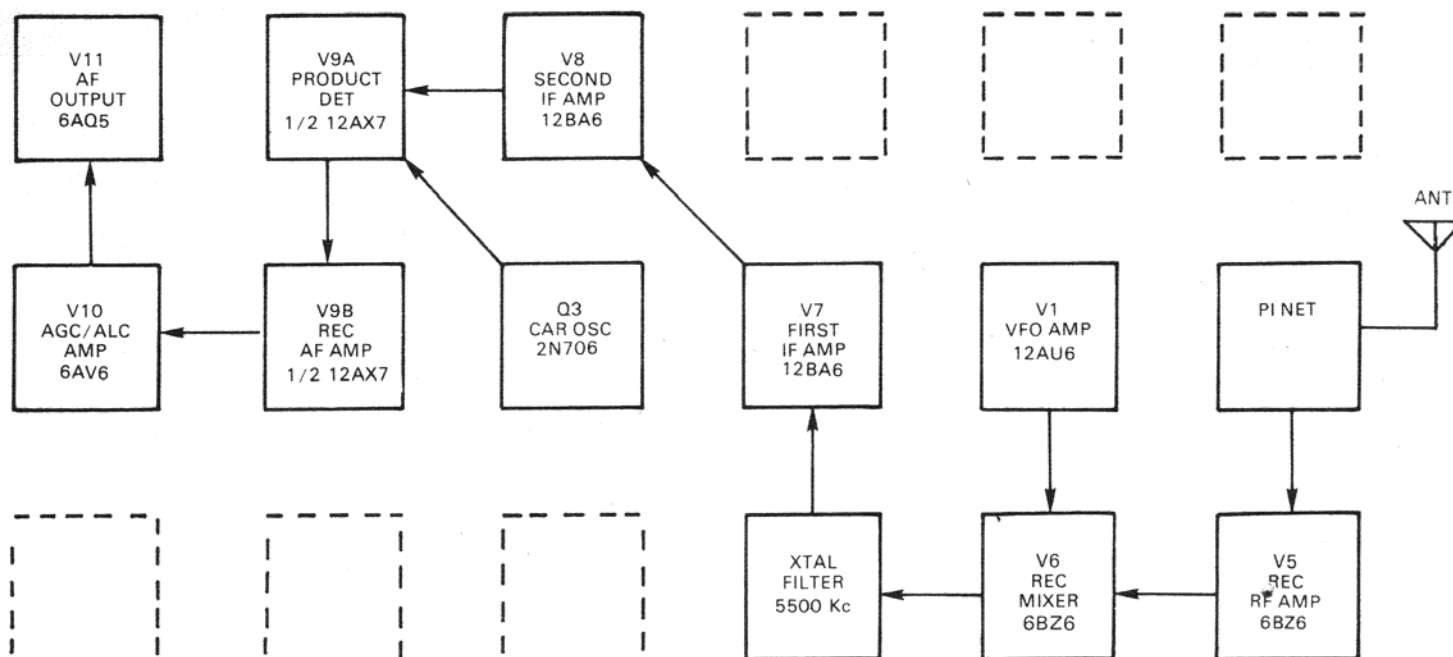 V11
AF
OUTPUT
6AQ5
V9A
PRODUCT
DET
1/2 12AX7
V8
SECOND
IF AMP
12BA6
ANT
V10
AGC/ALC
AMP
6AV6
V9B
REC
AF AMP
1/2 12AX7
Q3
CAR OSC
2N706
V7
FIRST
IF AMP
12BA6
V1
VFO AMP
12AU6
PI NET
XTAL
FILTER
5500 Kc
V6
REC
MIXER
6BZ6
V5
REC
RF AMP
6BZ6